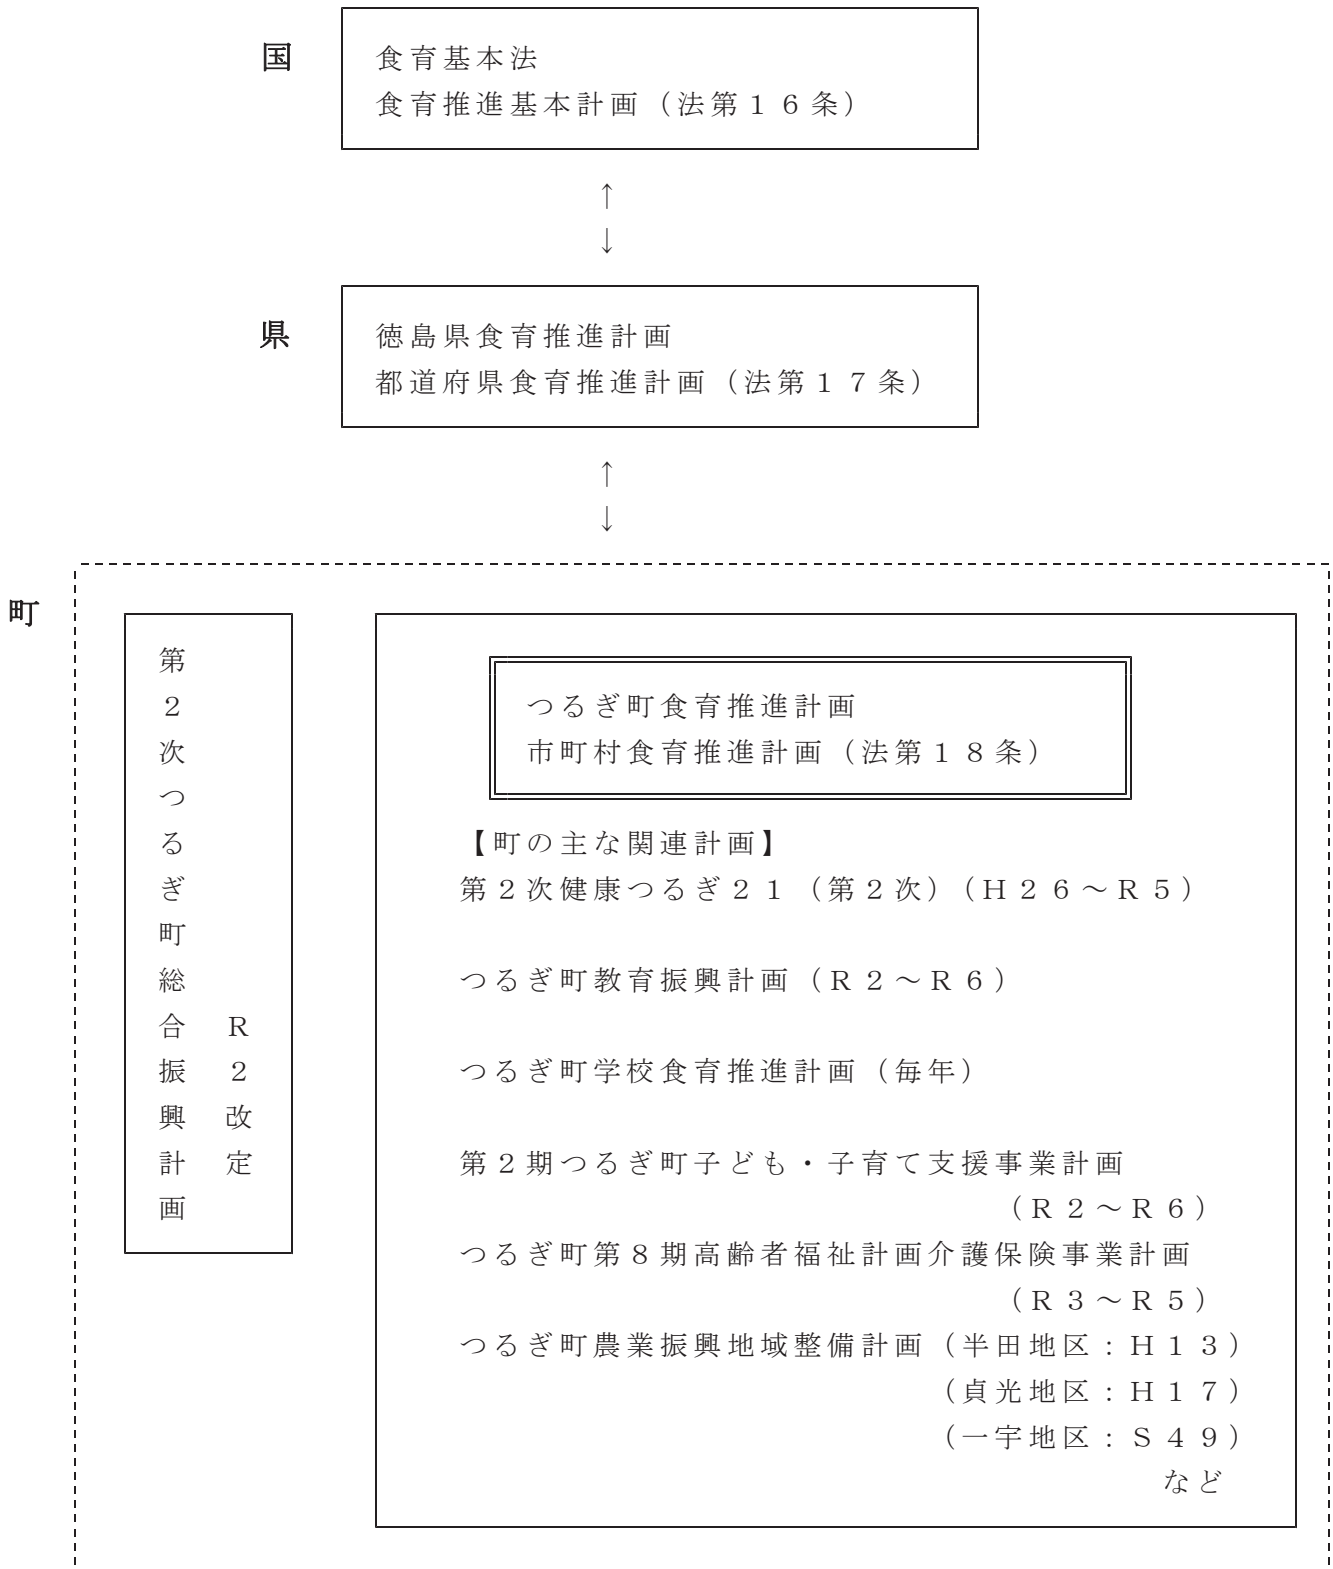 国
食育基本法
食育推進基本計画（法第１６条）
↑
↓
県
徳島県食育推進計画
都道府県食育推進計画（法第１７条）
↑
↓
町
第２次つるぎ町総合振興計画
Ｒ２改定
つるぎ町食育推進計画
市町村食育推進計画（法第１８条）
【町の主な関連計画】
第２次健康つるぎ２１（第２次）（Ｈ２６～Ｒ５）
つるぎ町教育振興計画（Ｒ２～Ｒ６）
つるぎ町学校食育推進計画（毎年）
第２期つるぎ町子ども・子育て支援事業計画
（Ｒ２～Ｒ６）
つるぎ町第８期高齢者福祉計画介護保険事業計画
（Ｒ３～Ｒ５）
つるぎ町農業振興地域整備計画（半田地区：Ｈ１３）
（貞光地区：Ｈ１７）
（一宇地区：Ｓ４９）
など